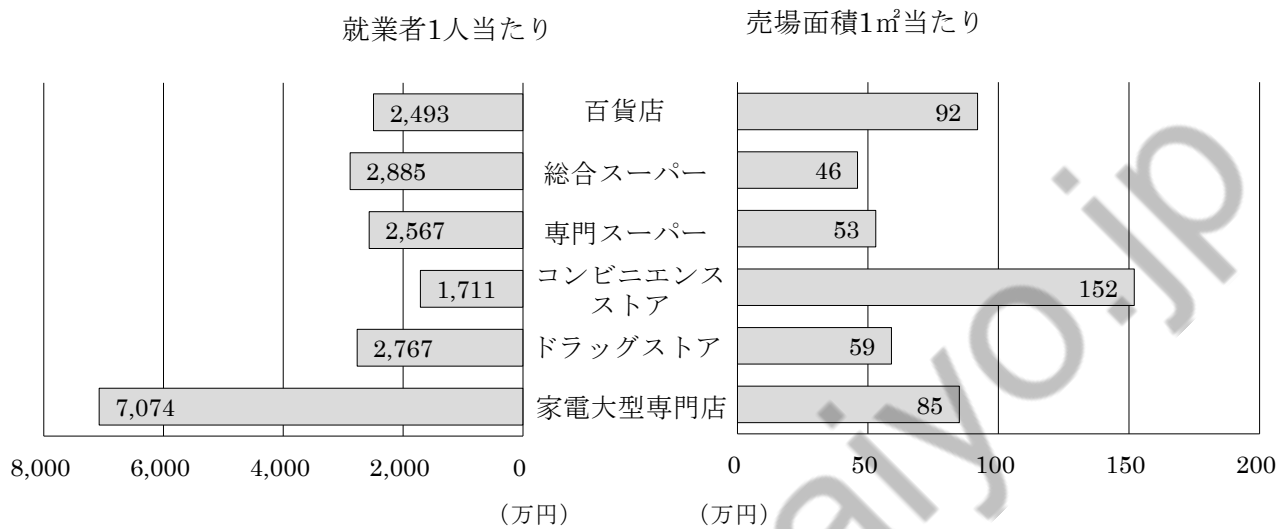 就業者1人当たり
売場面積1㎡当たり
2,493 百貨店 92
2,885 総合スーパー 46
2,567 専門スーパー 53
1,711 コンビニエンス
ストア 152
2,767 ドラッグストア 59
7,074 家電大型専門店 85
8,000 6,000 4,000 2,000 0 0 50 100 150 200
(万円) (万円)
aiyo.jp